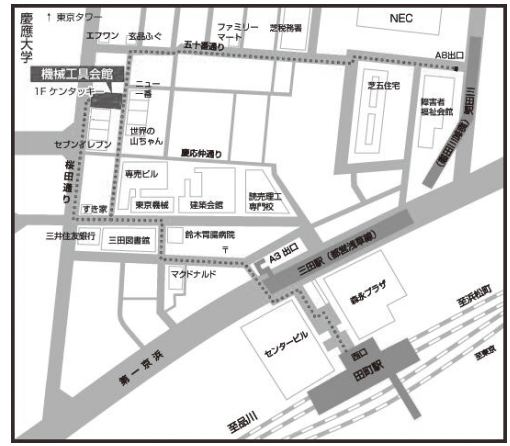 慶應大学
↑ 東京タワー
エフワン
玄品ふぐ
ファミリー
マート
芝税務署
NEC
五十番通り
A8出口
三田駅
(都営三田線)
機械工具会館
1F ケンタッキー
ニュー
一番
芝五住宅
障害者
福祉会館
世界の
山ちゃん
セブンイレブン
慶応仲通り
桜田通り
専売ビル
東京機械
建築会館
読売理工
専門校
すき家
三井住友銀行
三田図書館
鈴木胃腸病院
〒
A3 出口
三田駅 (都営浅草線)
マクドナルド
森永プラザ
至浜松町
センタービル
西口
至東京
田町駅
第一京浜
至品川